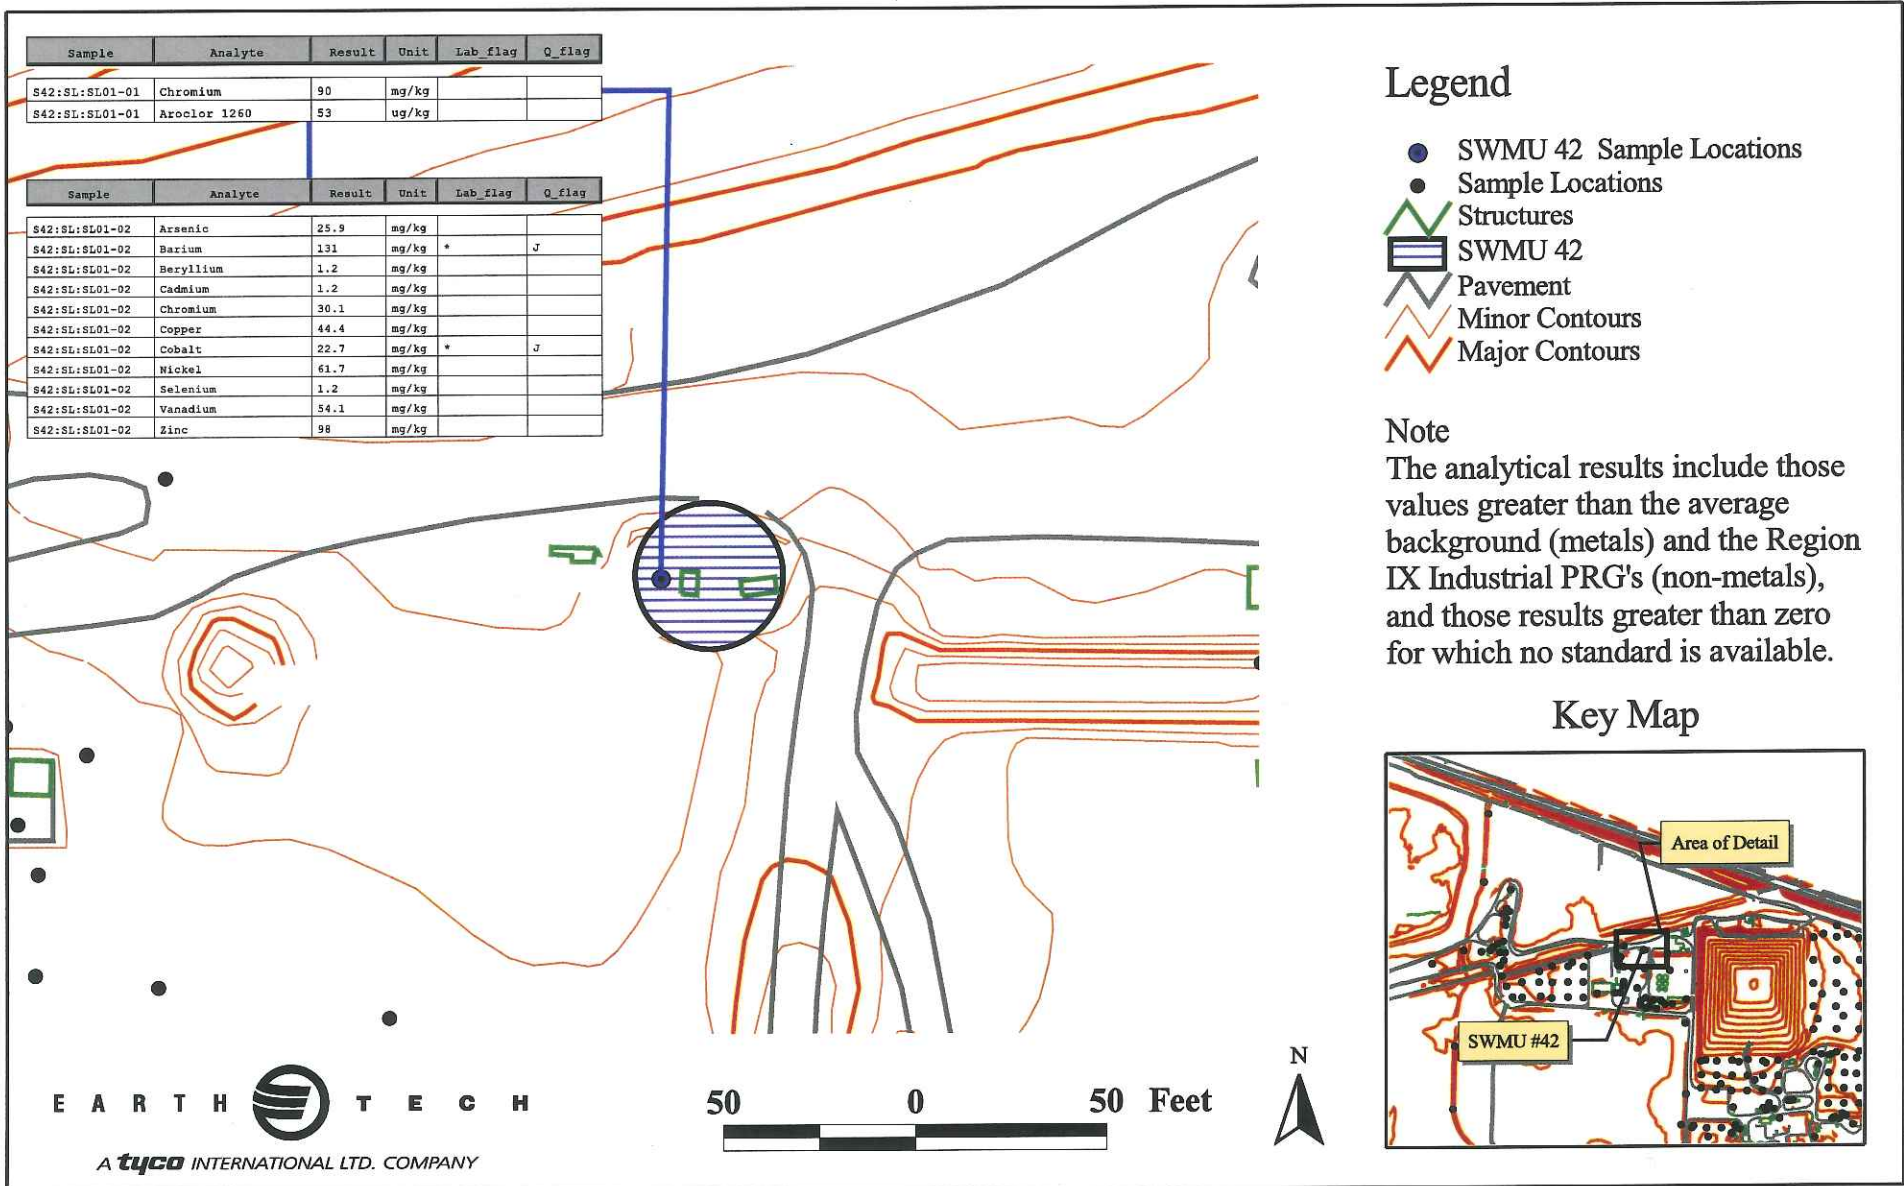 Sample Analyte Result Unit Lab_flag Q_flag
S42:SL:SL01-01 Chromium 90 mg/kg
S42:SL:SL01-01 Aroclor 1260 53 ug/kg
Sample Analyte Result Unit Lab_flag Q_flag
S42:SL:SL01-02 Arsenic 25.9 mg/kg
S42:SL:SL01-02 Barium 131 mg/kg * J
S42:SL:SL01-02 Beryllium 1.2 mg/kg
S42:SL:SL01-02 Cadmium 1.2 mg/kg
S42:SL:SL01-02 Chromium 30.1 mg/kg
S42:SL:SL01-02 Copper 44.4 mg/kg
S42:SL:SL01-02 Cobalt 22.7 mg/kg * J
S42:SL:SL01-02 Nickel 61.7 mg/kg
S42:SL:SL01-02 Selenium 1.2 mg/kg
S42:SL:SL01-02 Vanadium 54.1 mg/kg
S42:SL:SL01-02 Zinc 98 mg/kg
Legend
SWMU 42 Sample Locations
Sample Locations
Structures
SWMU 42
Pavement
Minor Contours
Major Contours
Note
The analytical results include those
values greater than the average
background (metals) and the Region
IX Industrial PRG's (non-metals),
and those results greater than zero
for which no standard is available.
Key Map
Area of Detail
SWMU #42
EARTH TECH
A tyco INTERNATIONAL LTD. COMPANY
50 0 50 Feet
N